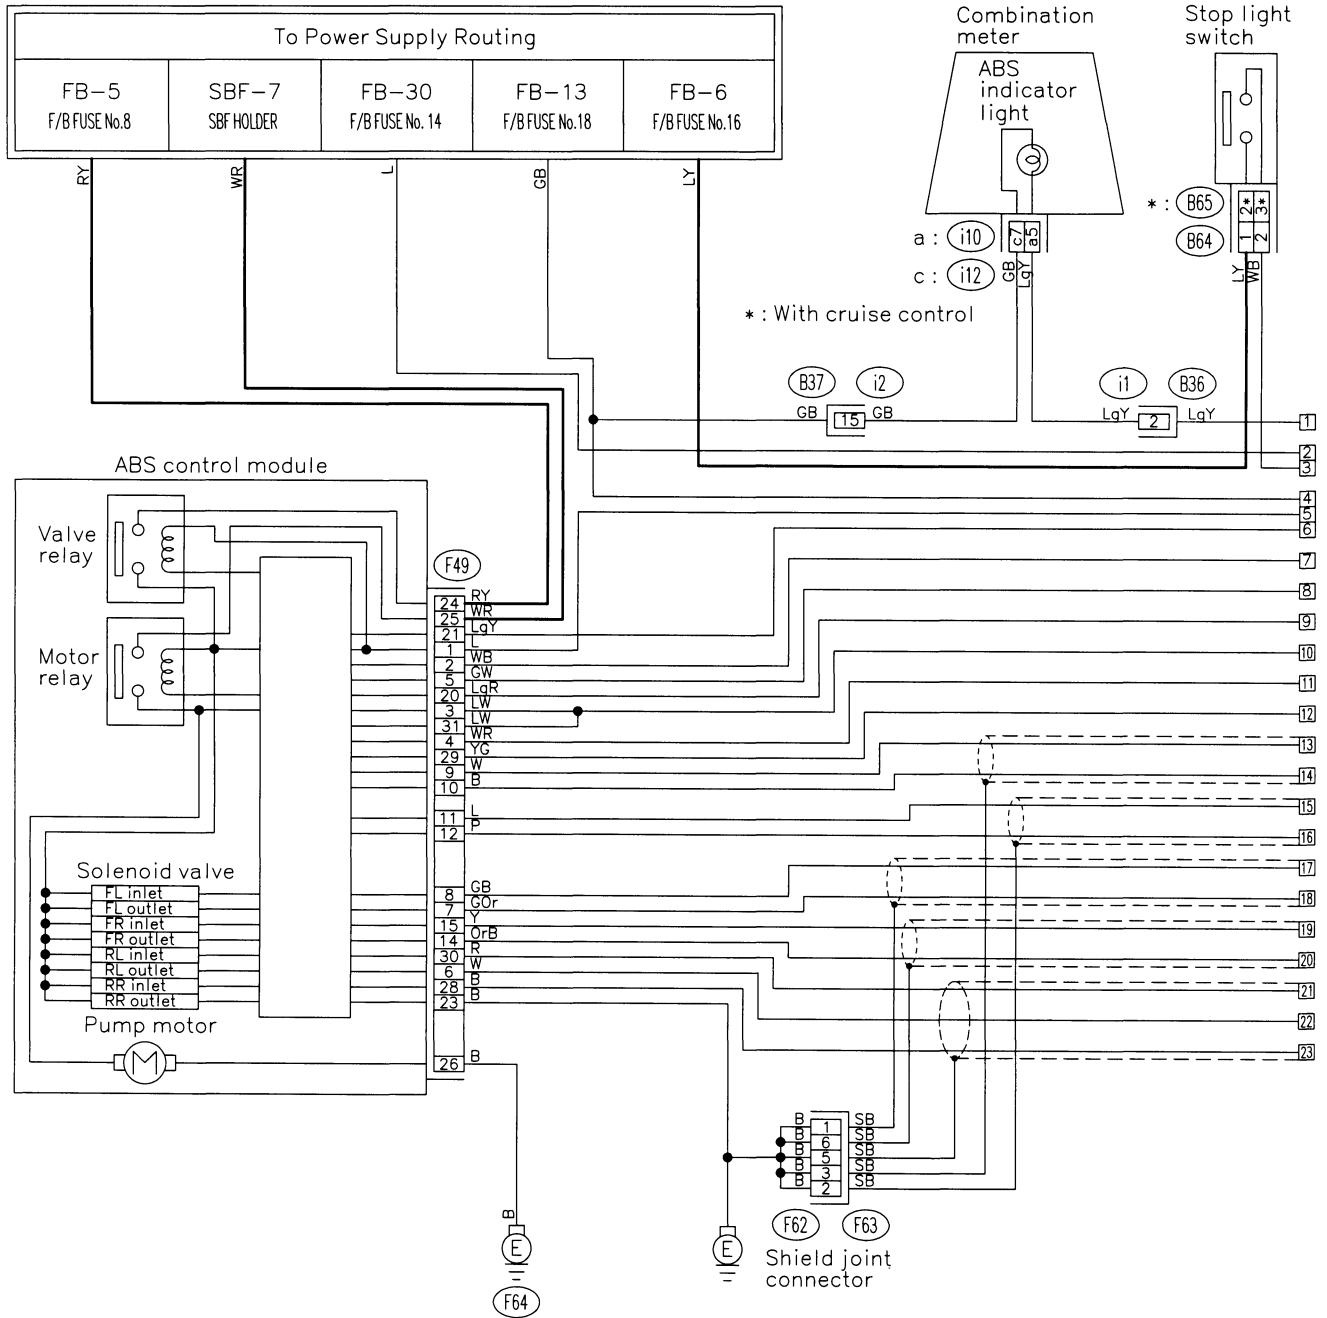 To Power Supply Routing
FB-5
F/B FUSE No.8
SBF-7
SBF HOLDER
FB-30
F/B FUSE No. 14
FB-13
F/B FUSE No.18
FB-6
F/B FUSE No.16
RY
WR
L
GB
LY
Combination
meter
ABS
indicator
light
Stop light
switch
* : B65
2* 3*
B64
1 2
LY WB
a : i10
c7 a5
c : i12
GB LgY
* : With cruise control
B37 i2
GB 15 GB
i1 B36
LgY 2 LgY
1
2
3
4
5
6
7
8
9
10
11
12
13
14
15
16
17
18
19
20
21
22
23
ABS control module
Valve
relay
Motor
relay
F49
24 RY
25 WR
21 LgY
1 L
2 WB
5 GW
20 LgR
3 LW
31 LW
4 WR
29 YG
9 W
10 B
11 L
12 P
8 GB
7 GOr
15 Y
14 OrB
30 R
6 W
28 B
23 B
26 B
Solenoid valve
FL inlet
FL outlet
FR inlet
FR outlet
RL inlet
RL outlet
RR inlet
RR outlet
Pump motor
M
B 1 SB
B 6 SB
B 5 SB
B 3 SB
B 2 SB
F62 F63
Shield joint
connector
B
E
F64
E